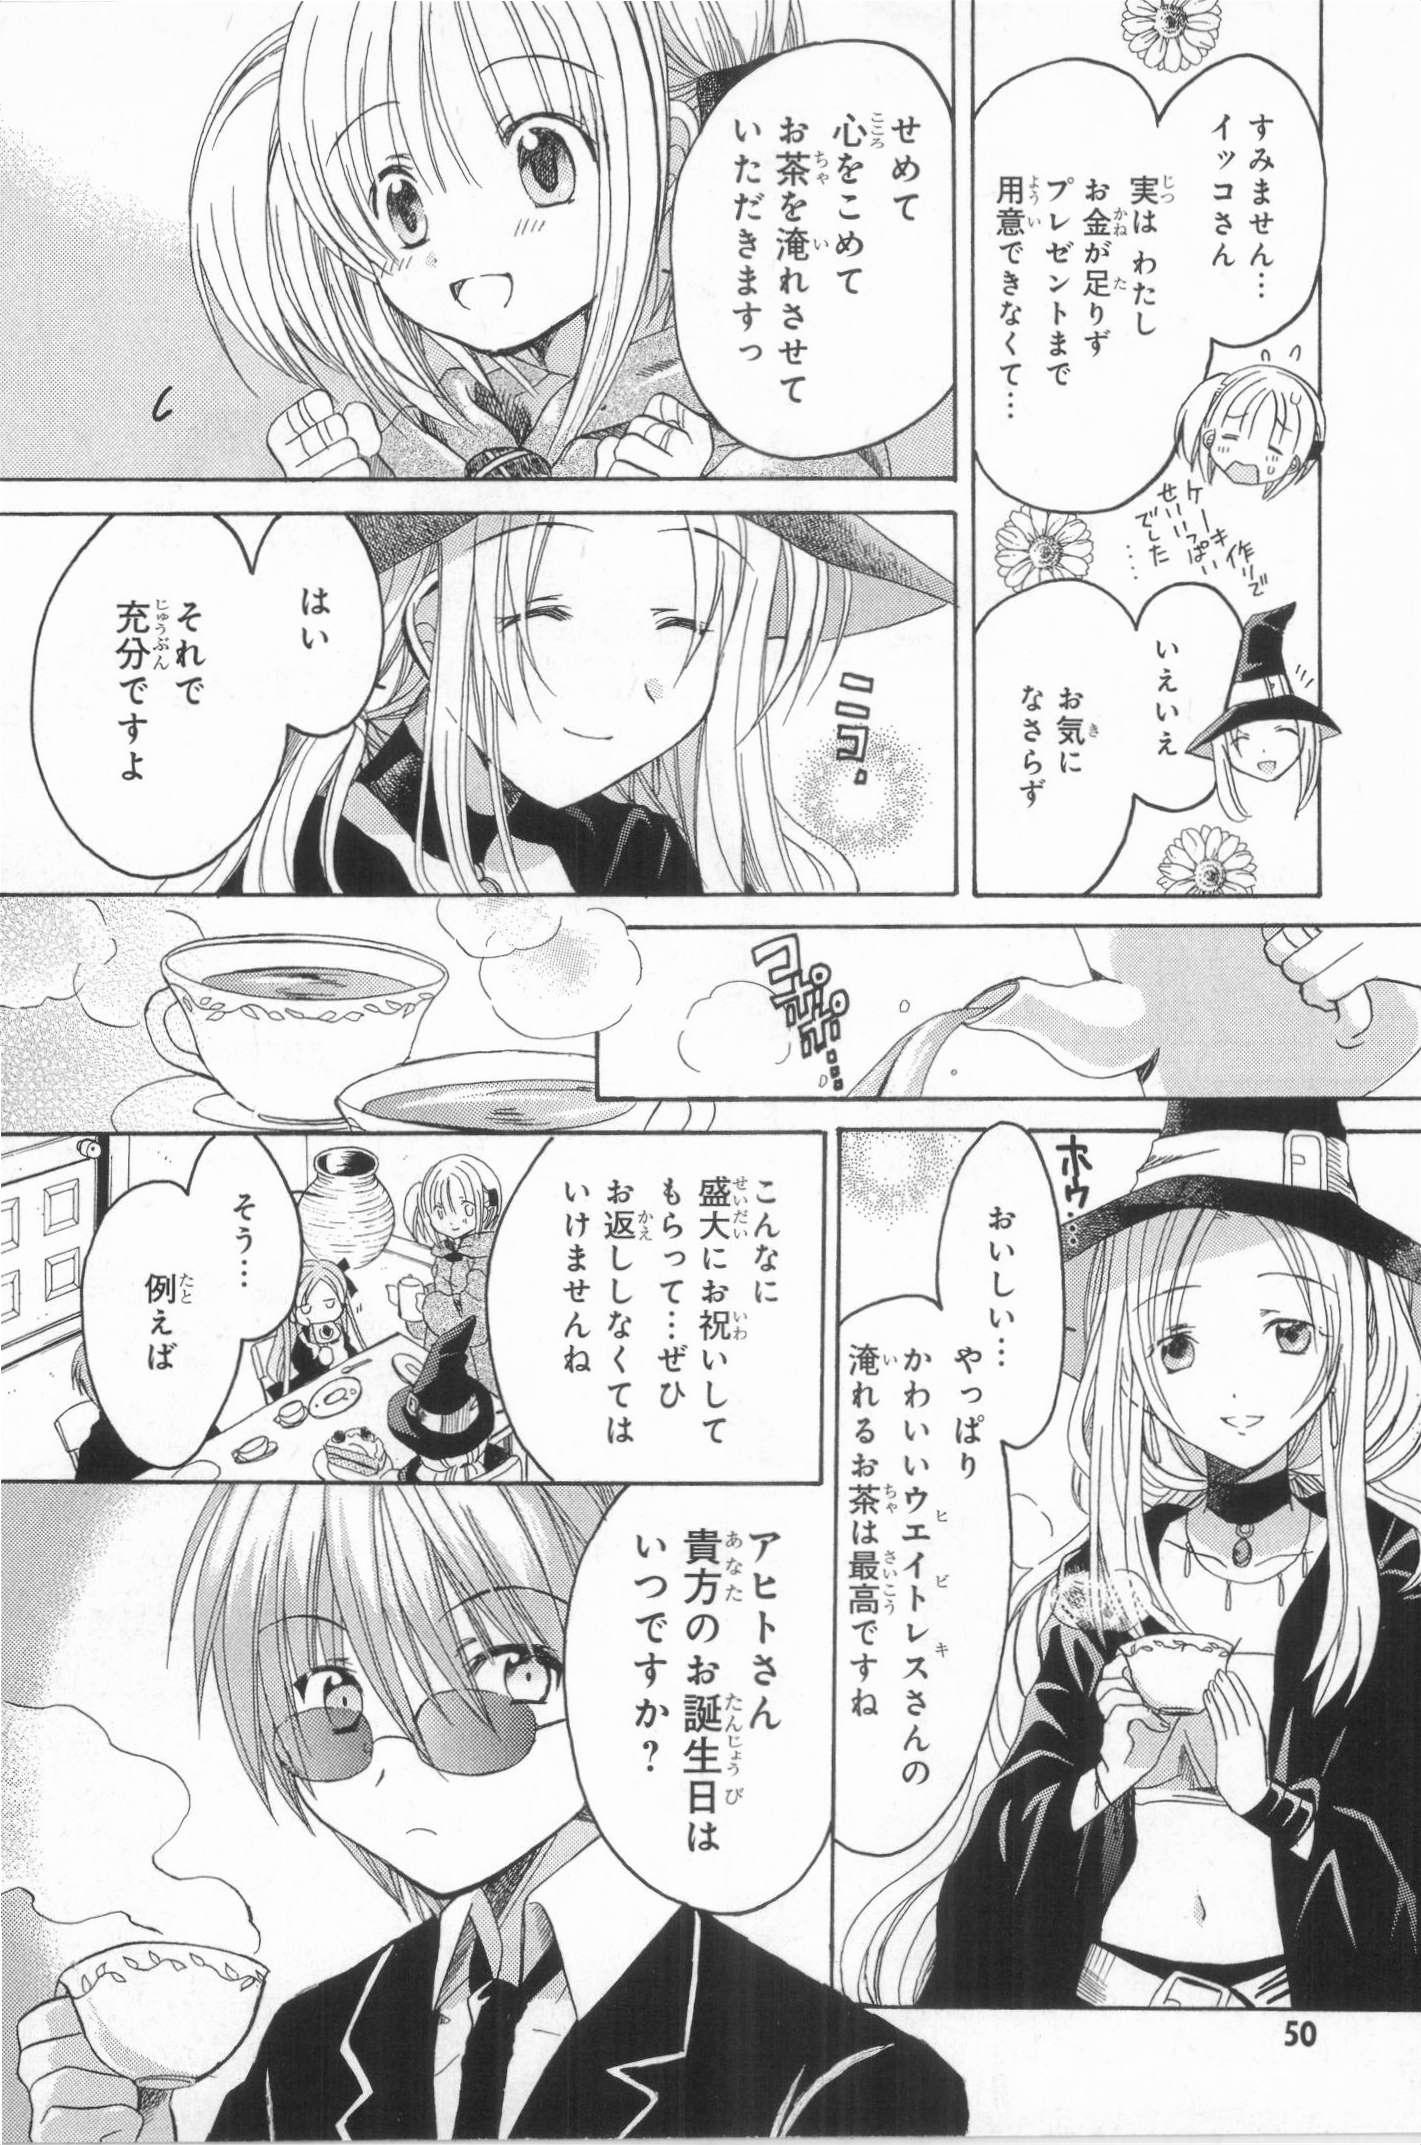 すみません…
イッコさん
実は わたし
お金が足りず
プレゼントまで
用意できなくて…
ケーキ作りで
せいいっぱい
でした‥‥
いえいえ
お気に
なさらず
せめて
心をこめて
お茶を淹れさせて
いただきますっ
はい
それで
充分ですよ
ニコニコ。
コポポポ…
ホウ…
おいしい…
やっぱり
かわいいウエイトレスさんの
淹れるお茶は最高ですね
こんなに
盛大にお祝いして
もらって…ぜひ
お返ししなくては
いけませんね
そう…
例えば
アヒトさん
貴方のお誕生日は
いつですか?
50